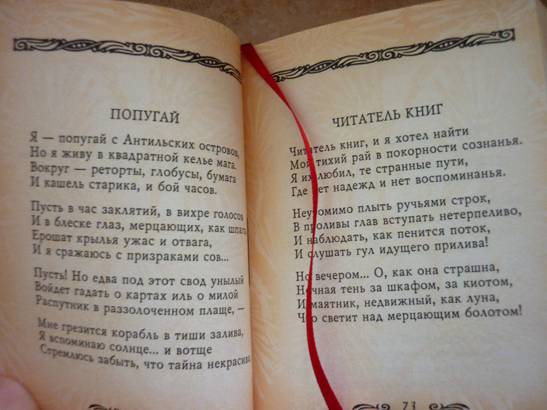 ПОПУГАЙ
Я — попугай с Антильских островов,
Но я живу в квадратной келье мага.
Вокруг — реторты, глобусы, бумага
И кашель старика, и бой часов.
Пусть в час заклятий, в вихре голосов
И в блеске глаз, мерцающих, как шпага,
Ерошат крылья ужас и отвага,
И я сражаюсь с призраками сов...
Пусть! Но едва под этот свод унылый
Войдет гадать о картах иль о милой
Распутник в раззолоченном плаще, —
Мне грезится корабль в тиши залива,
Я вспоминаю солнце... и вотще
Стремлюсь забыть, что тайна некрасива.
ЧИТАТЕЛЬ КНИГ
Читатель книг, и я хотел найти
Мой тихий рай в покорности сознанья.
Я их любил, те странные пути,
Где нет надежд и нет воспоминанья.
Неутомимо плыть ручьями строк,
В проливы глав вступать нетерпеливо,
И наблюдать, как пенится поток,
И слушать гул идущего прилива!
Но вечером... О, как она страшна,
Ночная тень за шкафом, за киотом,
И маятник, недвижный, как луна,
Что светит над мерцающим болотом!
73